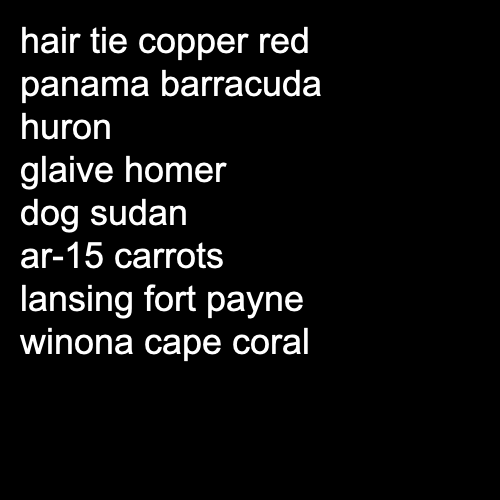 hair tie copper red
panama barracuda
huron
glaive homer
dog sudan
ar-15 carrots
lansing fort payne
winona cape coral